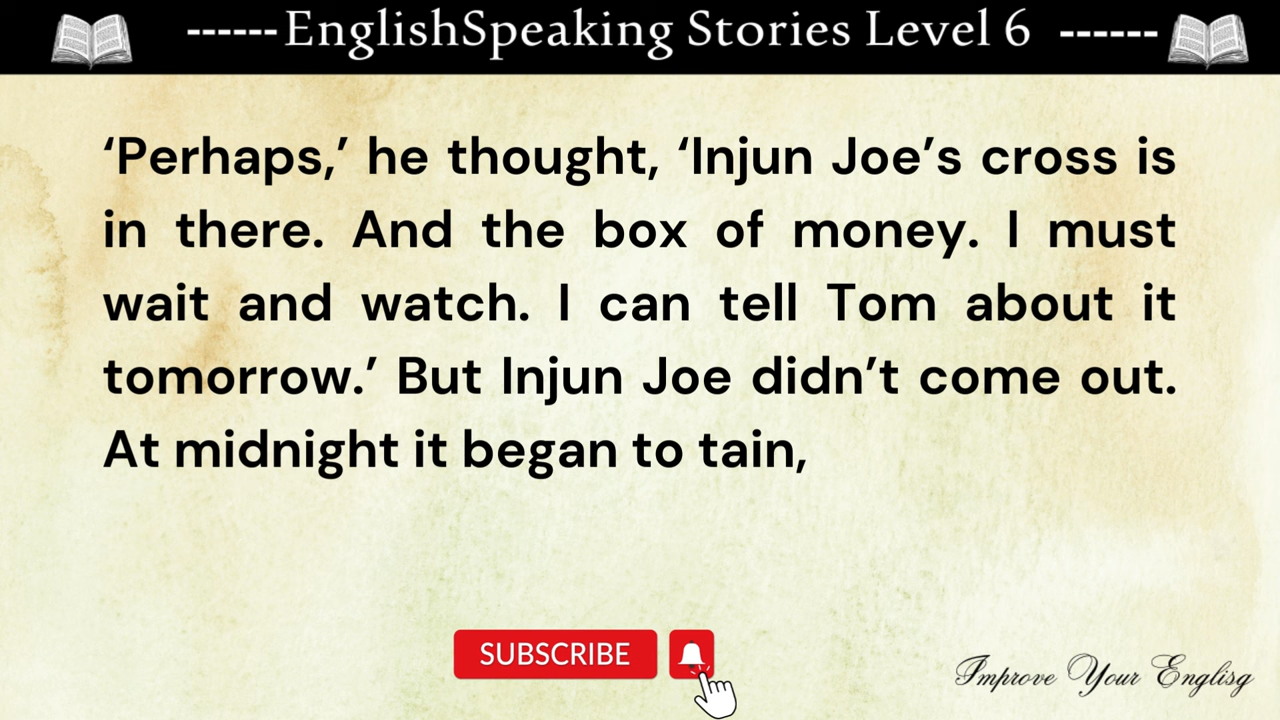 ------EnglishSpeaking Stories Level 6 ------
‘Perhaps,’ he thought, ‘Injun Joe’s cross is
in there. And the box of money. I must
wait and watch. I can tell Tom about it
tomorrow.’ But Injun Joe didn’t come out.
At midnight it began to tain,
SUBSCRIBE
Improve Your Englisg